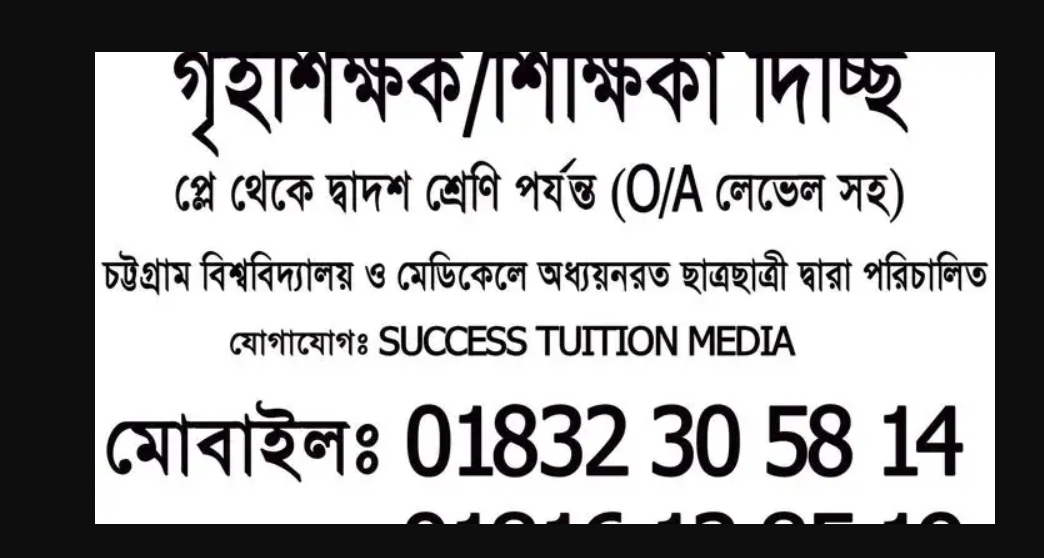 গৃহশিক্ষক/শিক্ষিকা দিচ্ছি
প্লে থেকে দ্বাদশ শ্রেণি পর্যন্ত (O/A লেভেল সহ)
চট্টগ্রাম বিশ্ববিদ্যালয় ও মেডিকেলে অধ্যয়নরত ছাত্রছাত্রী দ্বারা পরিচালিত
যোগাযোগঃ SUCCESS TUITION MEDIA
মোবাইলঃ 01832 30 58 14